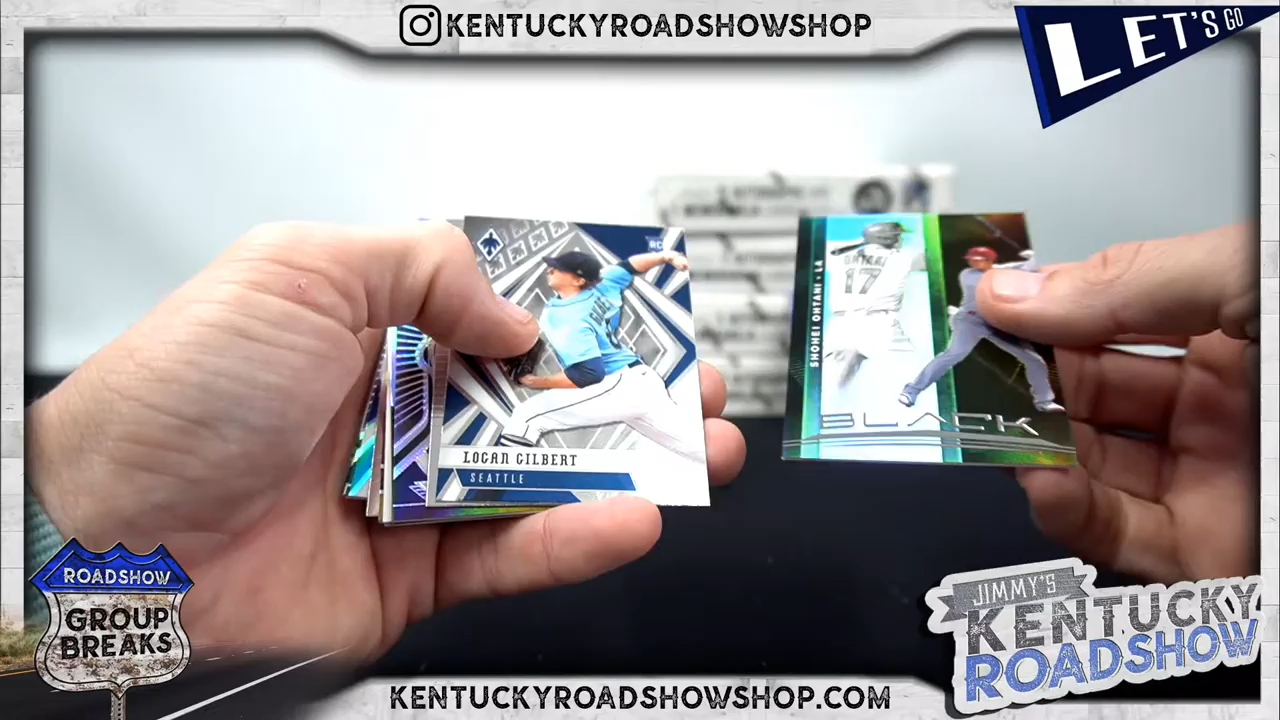 KENTUCKYROADSHOWSHOP
LET'S GO
RC
OHTANI
17
SHOHEI OHTANI • LA
BLACK
LOGAN GILBERT
SEATTLE
ROADSHOW
GROUP
BREAKS
JIMMY'S
KENTUCKY
ROADSHOW
KENTUCKYROADSHOWSHOP.COM